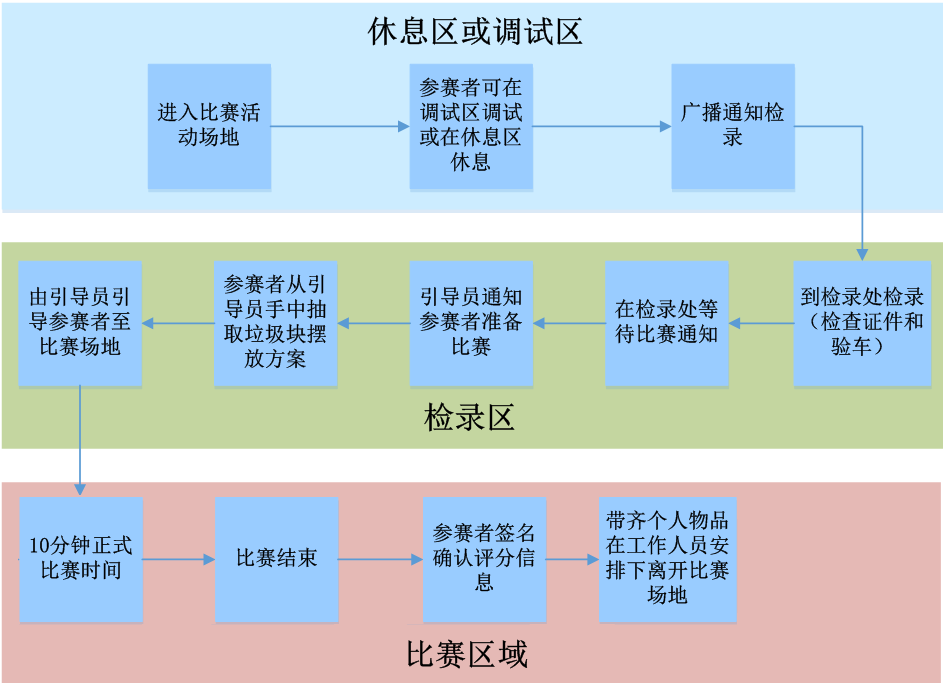 休息区或调试区
进入比赛活
动场地
参赛者可在
调试区调试
或在休息区
休息
广播通知检
录
到检录处检录
（检查证件和
验车）
在检录处等
待比赛通知
引导员通知
参赛者准备
比赛
参赛者从引
导员手中抽
取垃圾块摆
放方案
由引导员引
导参赛者至
比赛场地
检录区
10分钟正式
比赛时间
比赛结束
参赛者签名
确认评分信
息
带齐个人物品
在工作人员安
排下离开比赛
场地
比赛区域